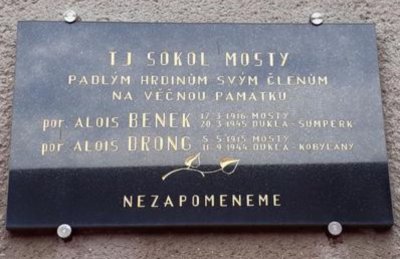 TJ SOKOL MOSTY
PADLÝM HRDINŮM SVÝM ČLENŮM
NA VĚČNOU PAMÁTKU
por. ALOIS BENEK 17.3.1916 MOSTY
20.3.1945 DUKLA-ŠUMPERK
por ALOIS DRONG 5.5.1915 MOSTY
11.9.1944 DUKLA-KOBYLANY
NEZAPOMENEME